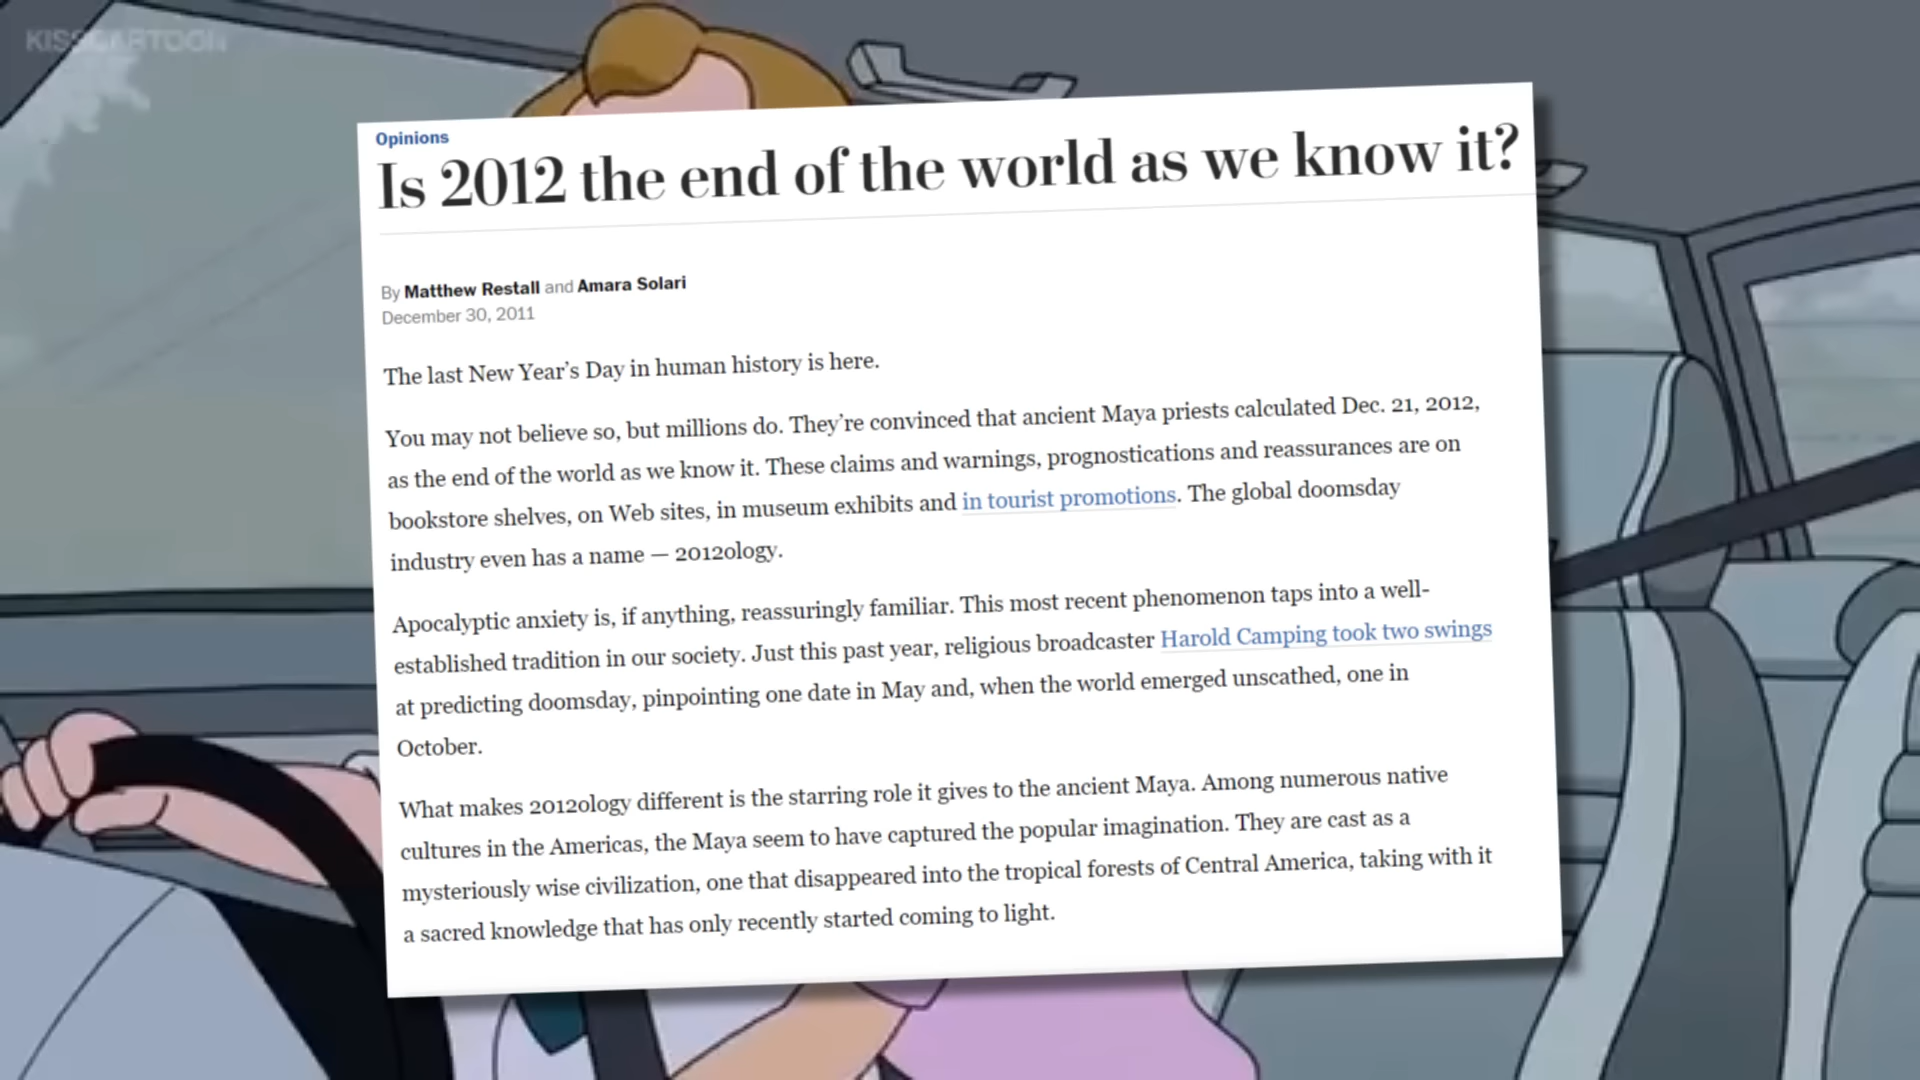 KISSCARTOON
Opinions
Is 2012 the end of the world as we know it?
By Matthew Restall and Amara Solari
December 30, 2011
The last New Year's Day in human history is here.
You may not believe so, but millions do. They're convinced that ancient Maya priests calculated Dec. 21, 2012,
as the end of the world as we know it. These claims and warnings, prognostications and reassurances are on
bookstore shelves, on Web sites, in museum exhibits and in tourist promotions. The global doomsday
industry even has a name — 2012ology.
Apocalyptic anxiety is, if anything, reassuringly familiar. This most recent phenomenon taps into a well-
established tradition in our society. Just this past year, religious broadcaster Harold Camping took two swings
at predicting doomsday, pinpointing one date in May and, when the world emerged unscathed, one in
October.
What makes 2012ology different is the starring role it gives to the ancient Maya. Among numerous native
cultures in the Americas, the Maya seem to have captured the popular imagination. They are cast as a
mysteriously wise civilization, one that disappeared into the tropical forests of Central America, taking with it
a sacred knowledge that has only recently started coming to light.